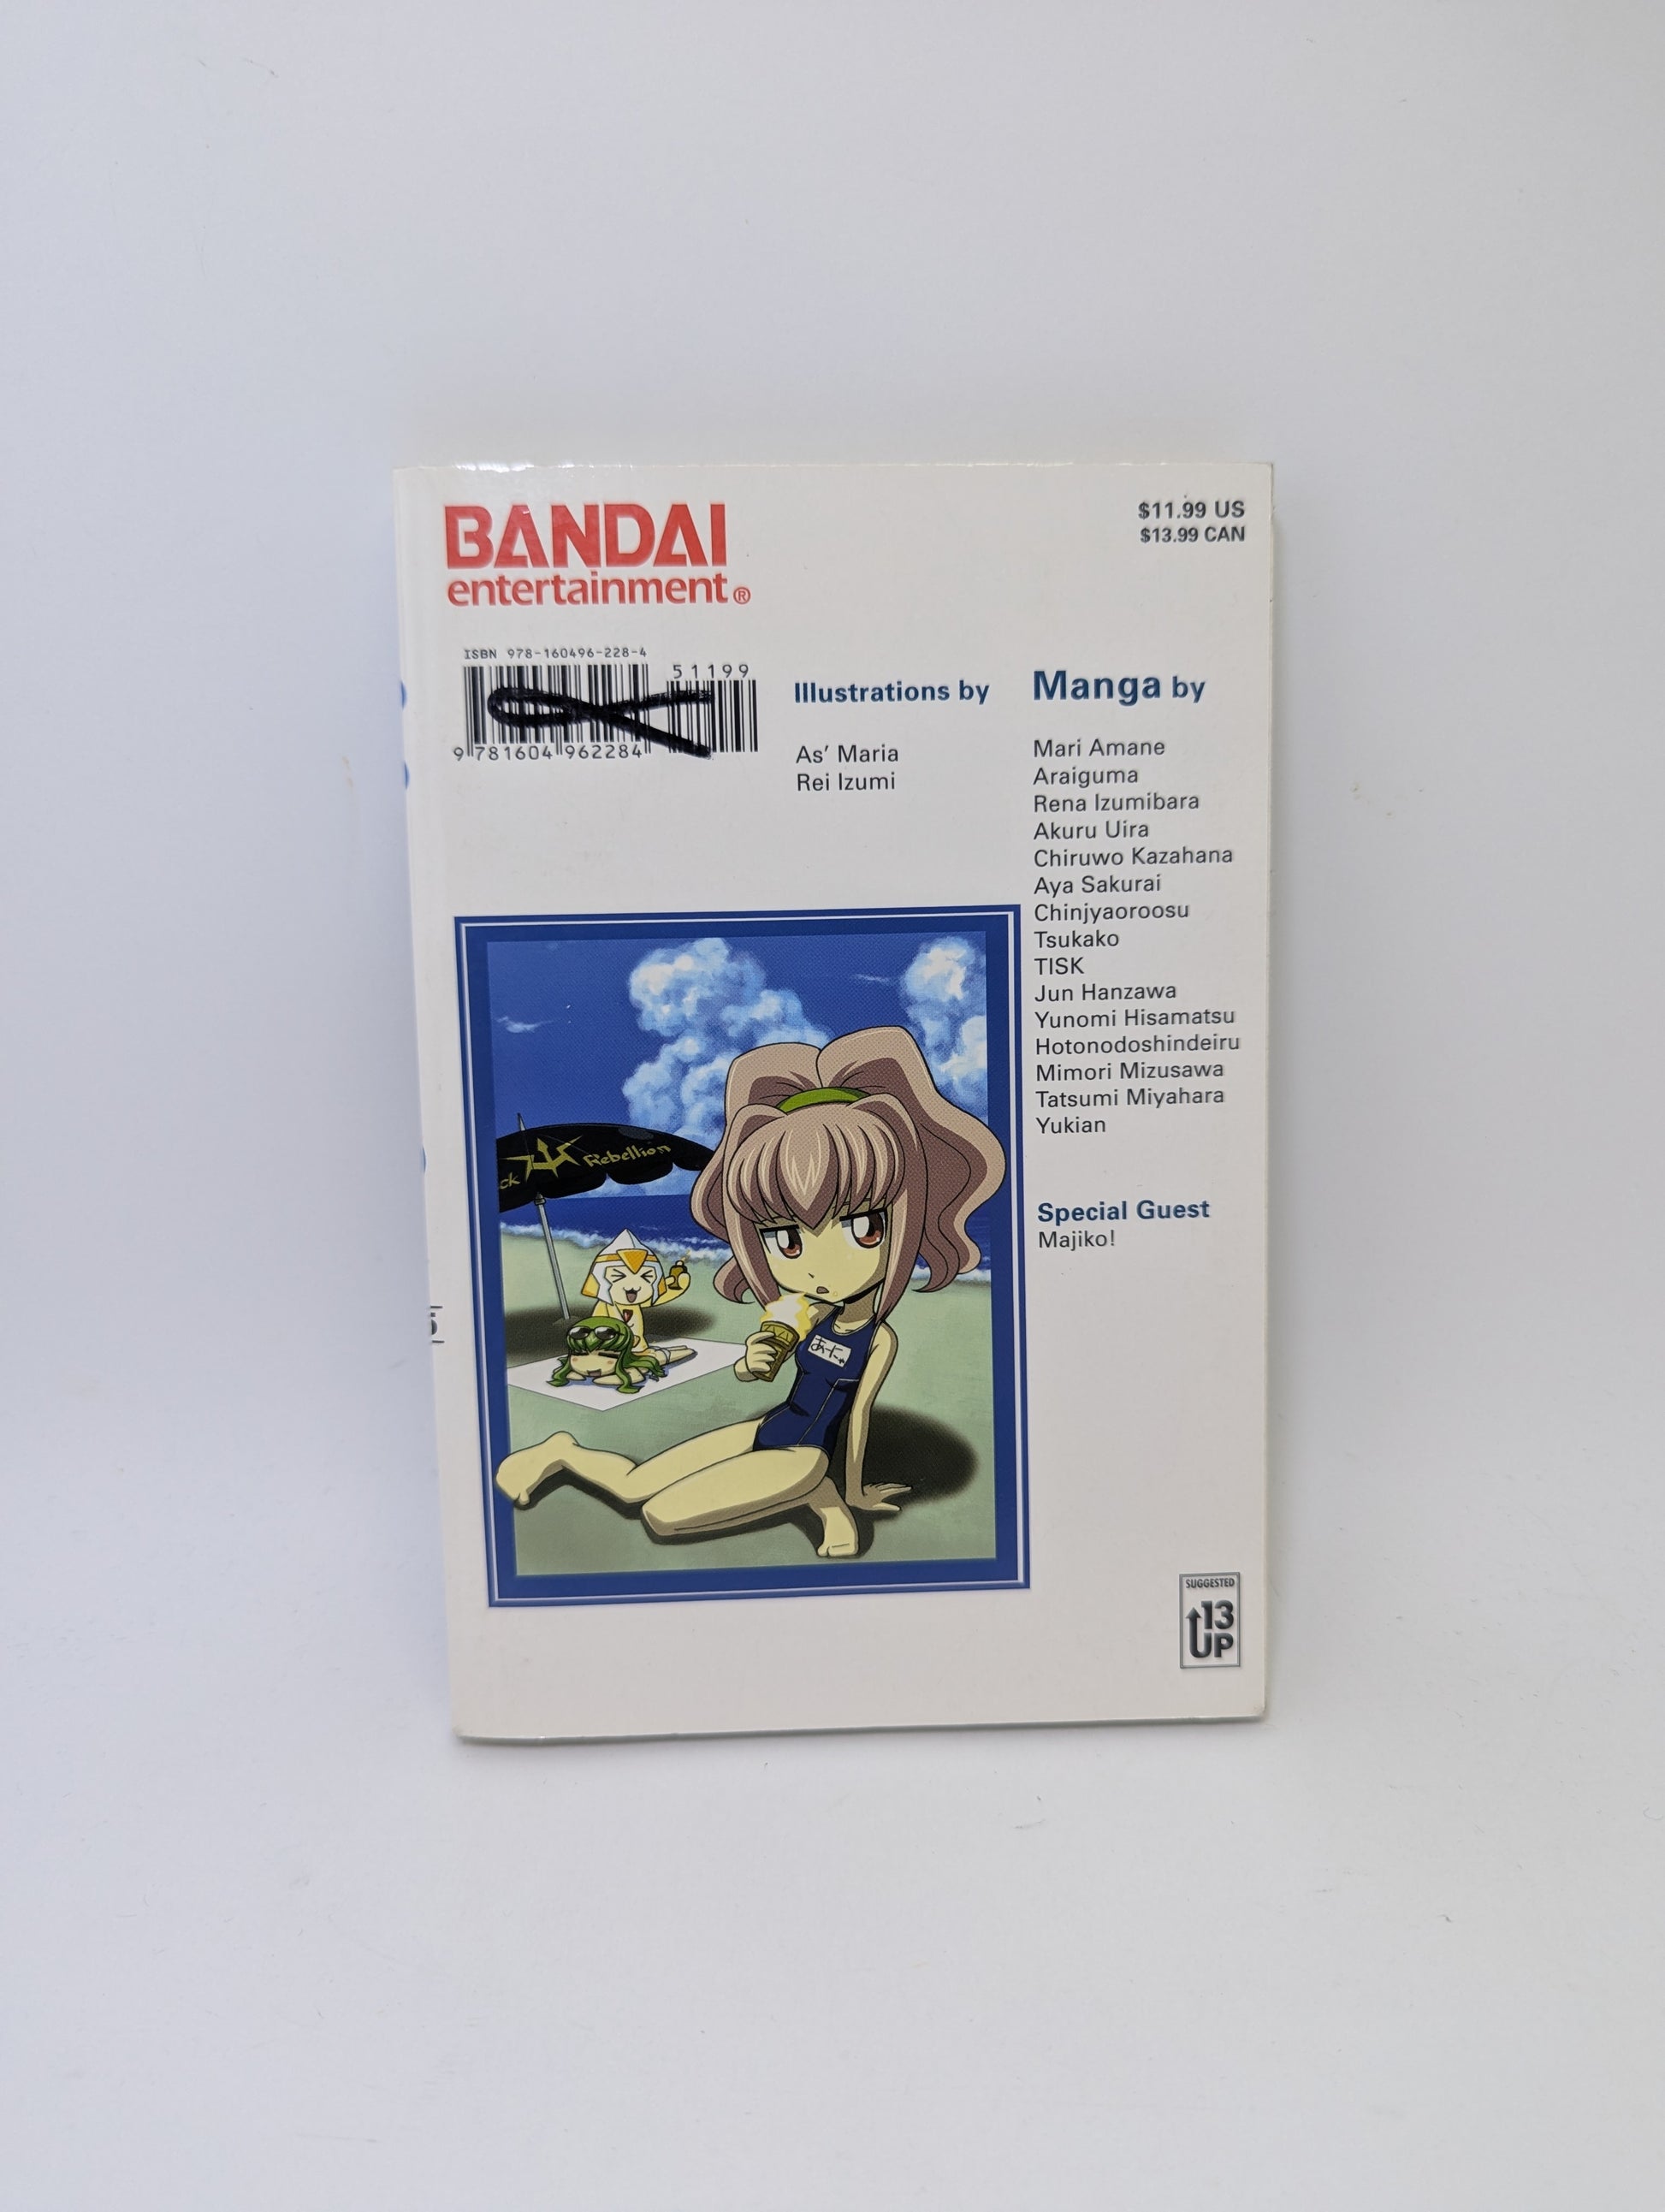 BANDAI
entertainment®
$11.99 US
$13.99 CAN
ISBN 978-160496-228-4
51199
9 781604 962284
Illustrations by
As' Maria
Rei Izumi
Manga by
Mari Amane
Araiguma
Rena Izumibara
Akuru Uira
Chiruwo Kazahana
Aya Sakurai
Chinjyaoroosu
Tsukako
TISK
Jun Hanzawa
Yunomi Hisamatsu
Hotonodoshindeiru
Mimori Mizusawa
Tatsumi Miyahara
Yukian
Special Guest
Majiko!
ck Rebellion
5
SUGGESTED
13
UP